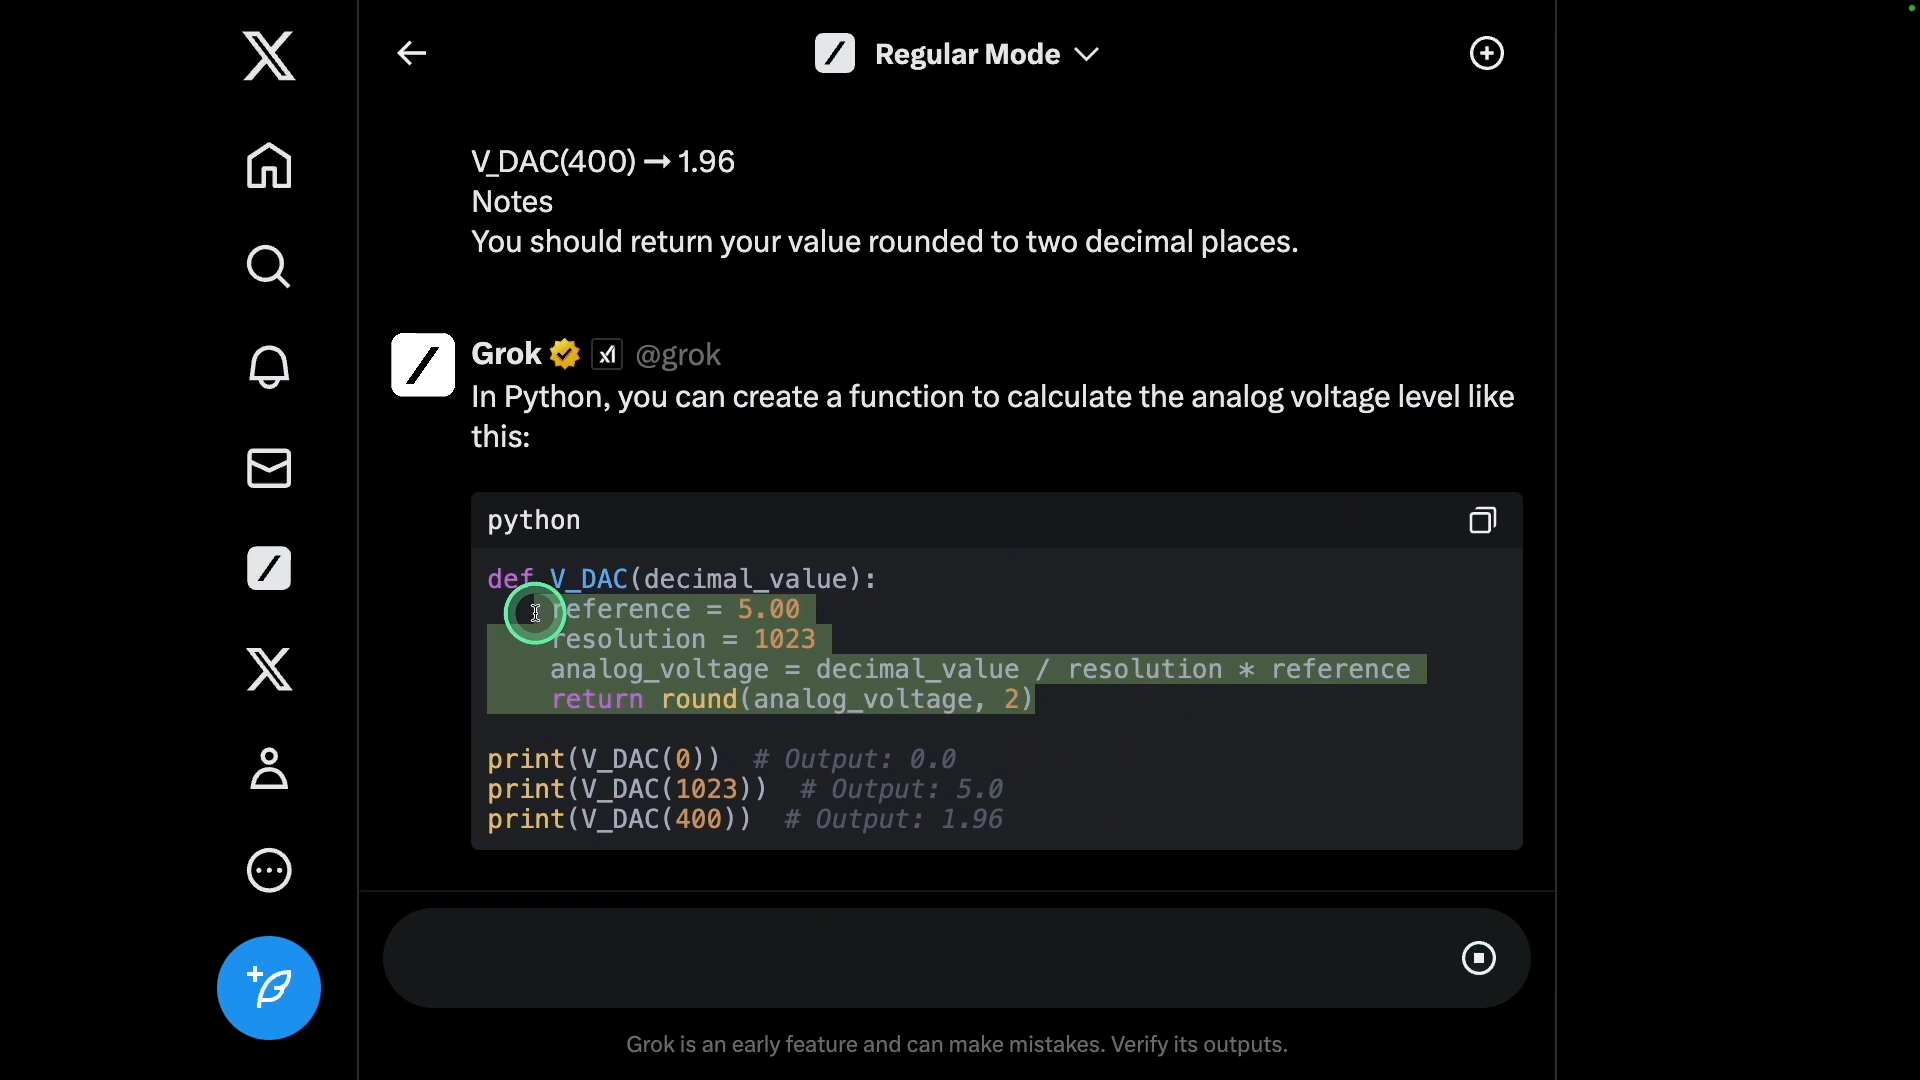 Regular Mode
V_DAC(400) → 1.96
Notes
You should return your value rounded to two decimal places.
Grok @grok
In Python, you can create a function to calculate the analog voltage level like
this:
python
def V_DAC(decimal_value):
    reference = 5.00
    resolution = 1023
    analog_voltage = decimal_value / resolution * reference
    return round(analog_voltage, 2)
print(V_DAC(0))  # Output: 0.0
print(V_DAC(1023))  # Output: 5.0
print(V_DAC(400))  # Output: 1.96
Grok is an early feature and can make mistakes. Verify its outputs.